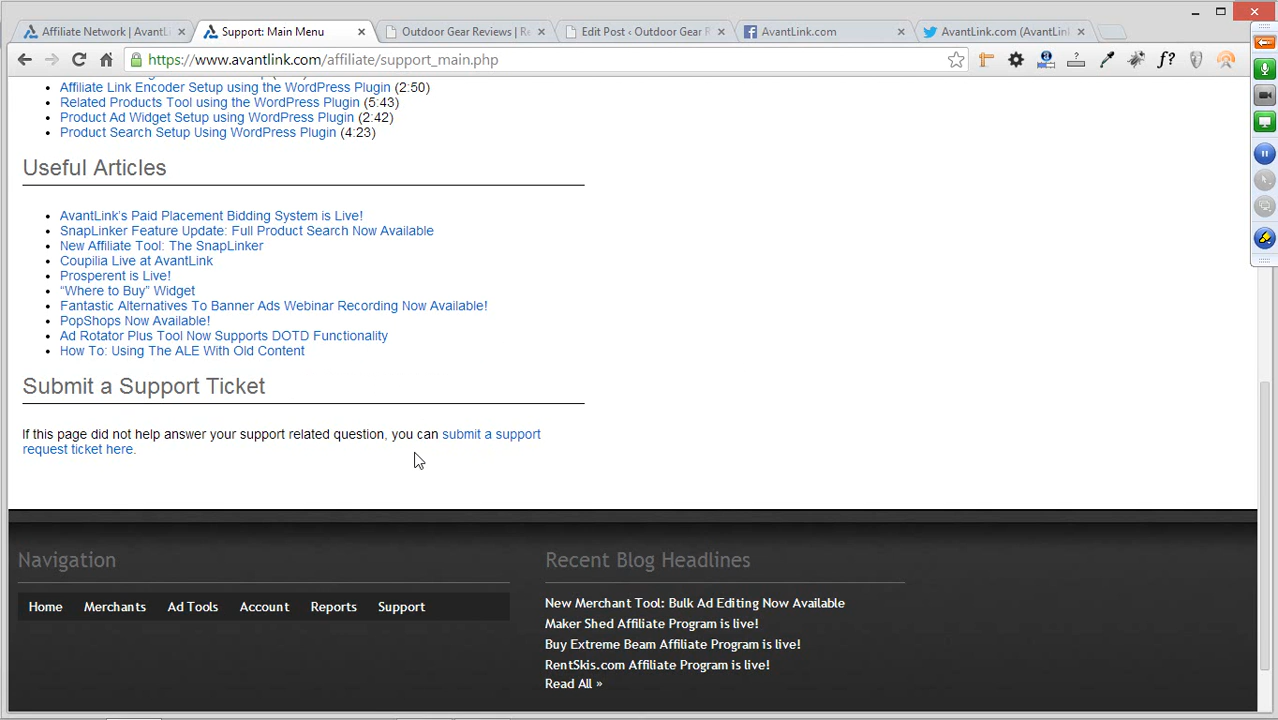 Affiliate Network | AvantL
Support: Main Menu
Outdoor Gear Reviews | Re
Edit Post ‹ Outdoor Gear R
AvantLink.com
AvantLink.com (AvantLin
https://www.avantlink.com/affiliate/support_main.php
Affiliate Link Encoder Setup using the WordPress Plugin (2:50)
Related Products Tool using the WordPress Plugin (5:43)
Product Ad Widget Setup using WordPress Plugin (2:42)
Product Search Setup Using WordPress Plugin (4:23)
Useful Articles
AvantLink's Paid Placement Bidding System is Live!
SnapLinker Feature Update: Full Product Search Now Available
New Affiliate Tool: The SnapLinker
Coupilia Live at AvantLink
Prosperent is Live!
“Where to Buy” Widget
Fantastic Alternatives To Banner Ads Webinar Recording Now Available!
PopShops Now Available!
Ad Rotator Plus Tool Now Supports DOTD Functionality
How To: Using The ALE With Old Content
Submit a Support Ticket
If this page did not help answer your support related question, you can submit a support
request ticket here.
Navigation
Home Merchants Ad Tools Account Reports Support
Recent Blog Headlines
New Merchant Tool: Bulk Ad Editing Now Available
Maker Shed Affiliate Program is live!
Buy Extreme Beam Affiliate Program is live!
RentSkis.com Affiliate Program is live!
Read All »